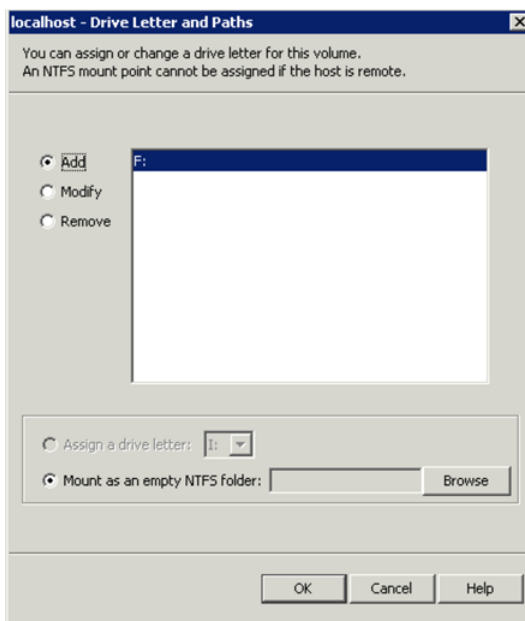 localhost - Drive Letter and Paths
You can assign or change a drive letter for this volume.
An NTFS mount point cannot be assigned if the host is remote.
Add
F:
Modify
Remove
Assign a drive letter: I:
Mount as an empty NTFS folder: Browse
OK Cancel Help